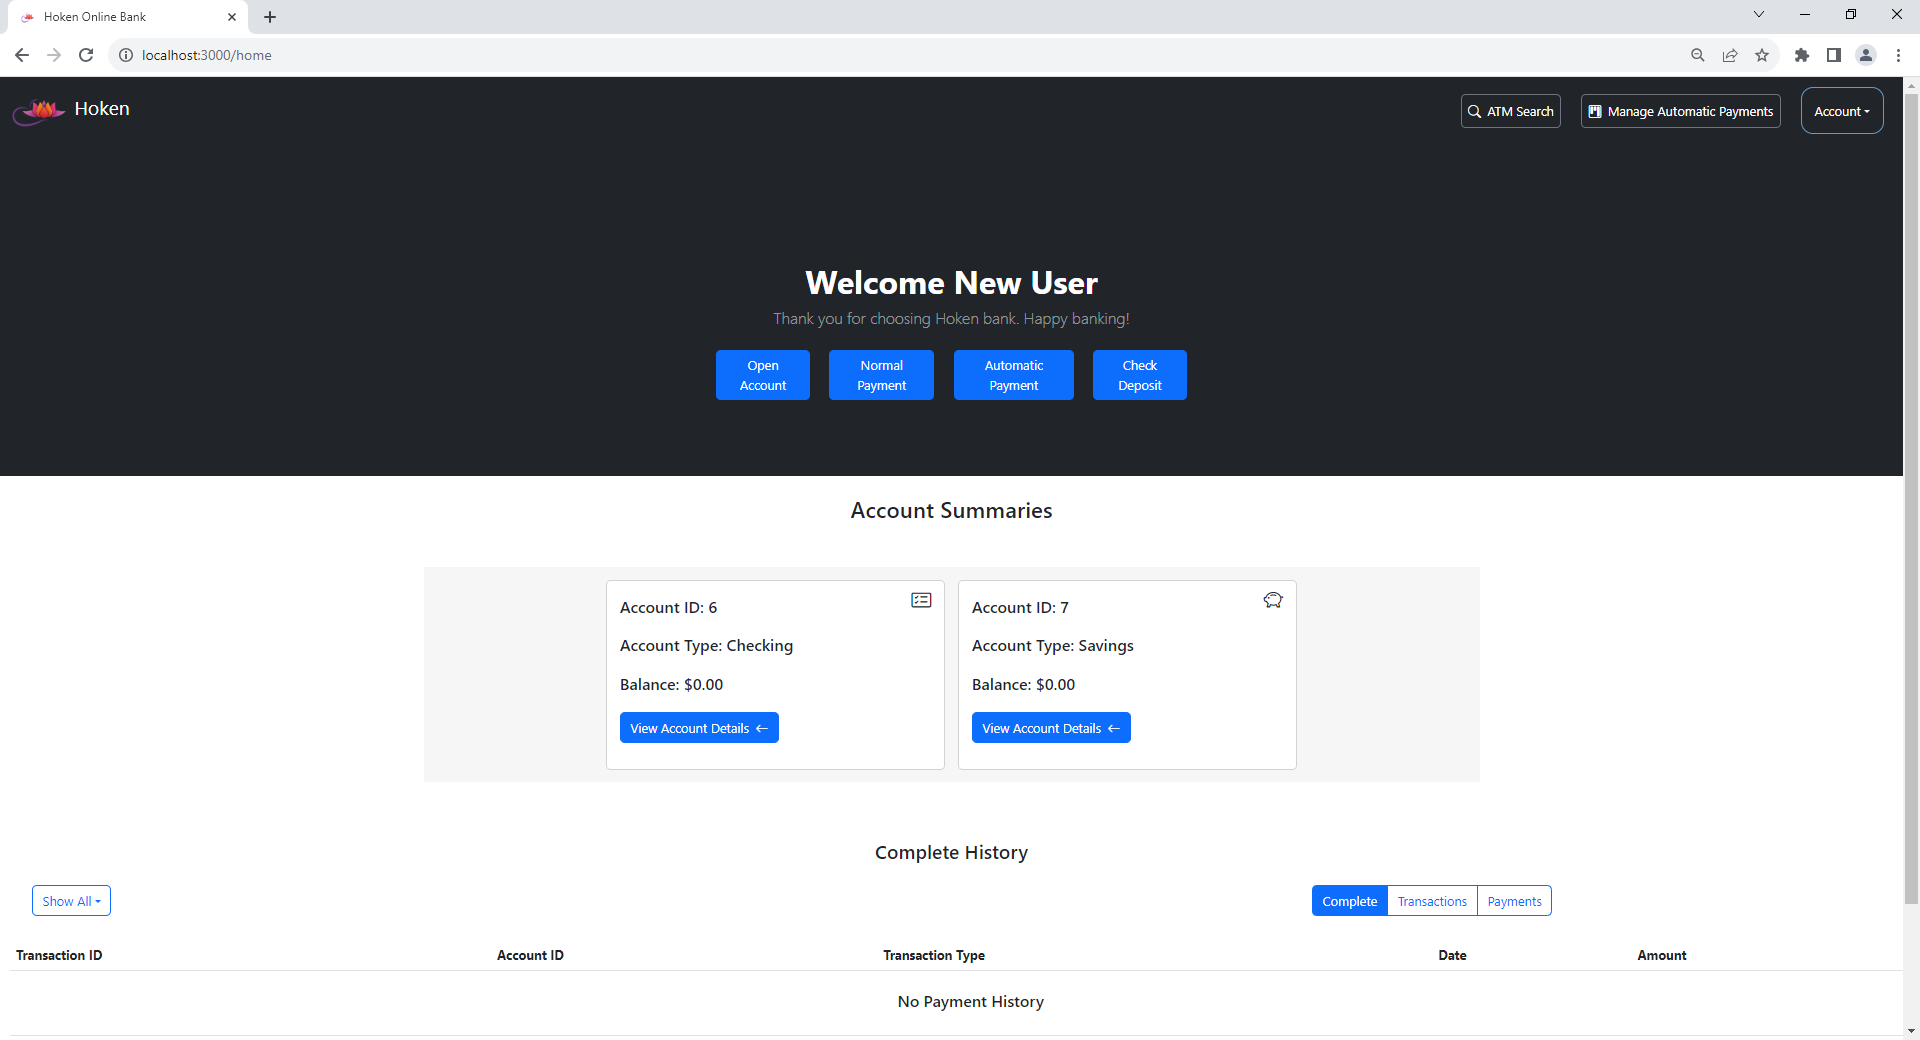 Hoken Online Bank
localhost:3000/home
Hoken
ATM Search
Manage Automatic Payments
Account
Welcome New User
Thank you for choosing Hoken bank. Happy banking!
Open
Account
Normal
Payment
Automatic
Payment
Check
Deposit
Account Summaries
Account ID: 6
Account Type: Checking
Balance: $0.00
View Account Details ←
Account ID: 7
Account Type: Savings
Balance: $0.00
View Account Details ←
Complete History
Show All
Complete Transactions Payments
Transaction ID Account ID Transaction Type Date Amount
No Payment History